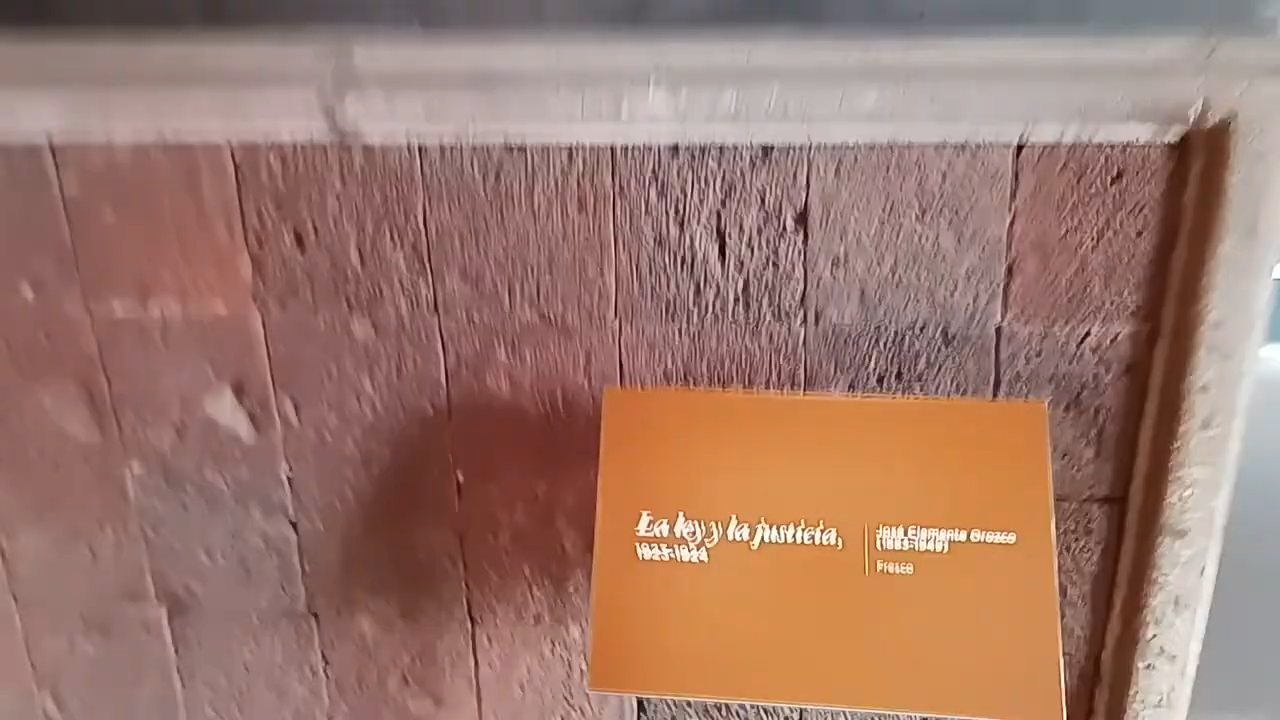 La ley y la justicia,
1923-1924
José Clemente Orozco
(1883-1949)
Fresco